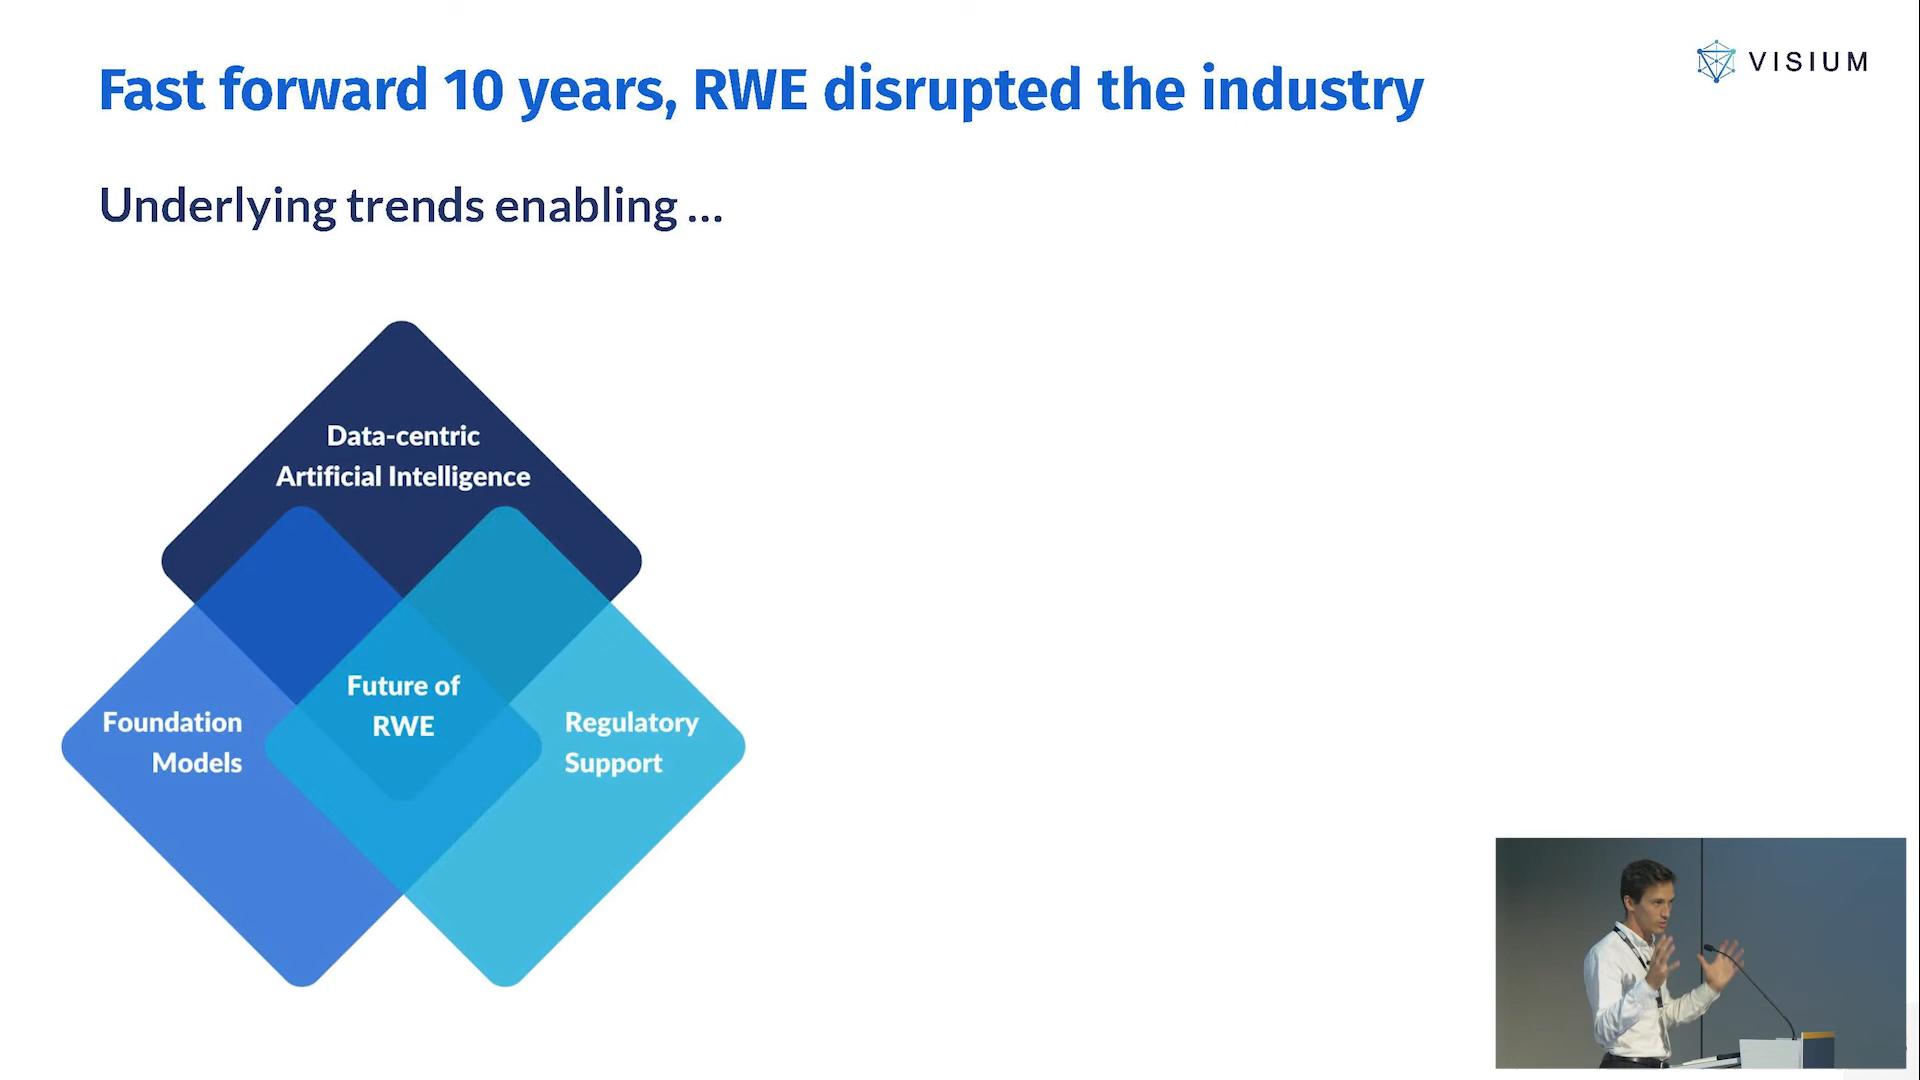 Fast forward 10 years, RWE disrupted the industry
VISIUM
Underlying trends enabling ...
Data-centric
Artificial Intelligence
Future of
RWE
Foundation
Models
Regulatory
Support